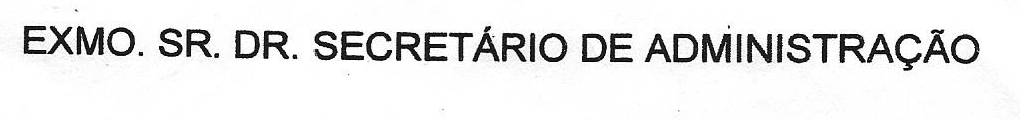 EXMO. SR. DR. SECRETÁRIO DE ADMINISTRAÇÃO